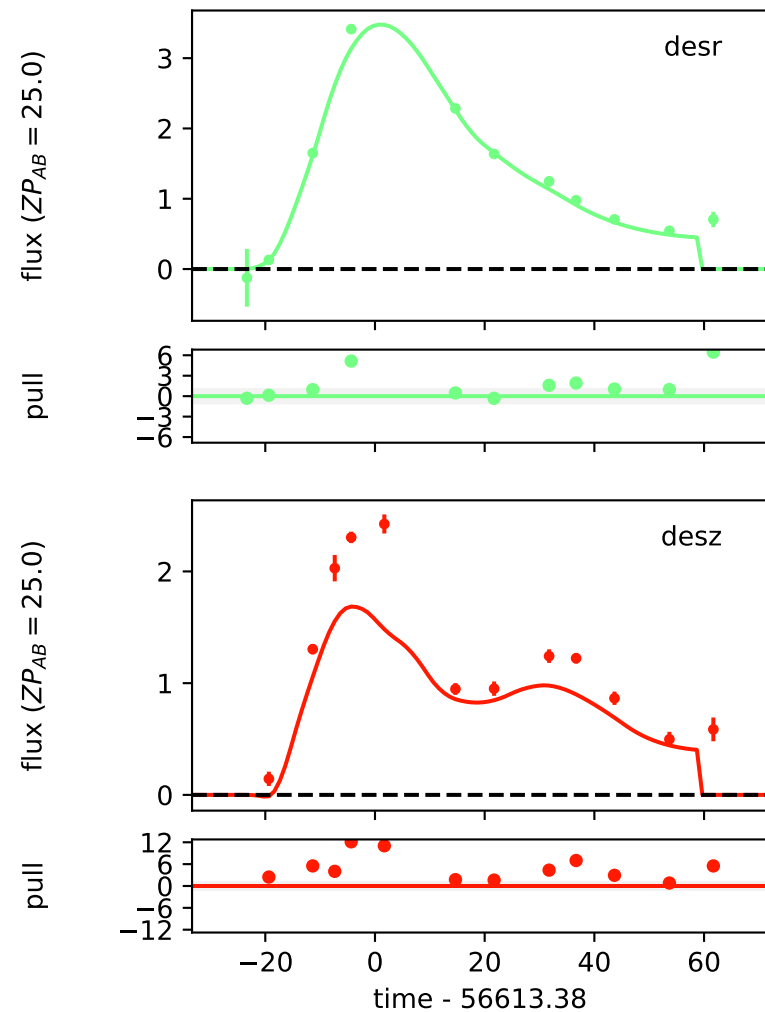 desr
flux (ZP_AB = 25.0)
3
2
1
0
pull
6
3
0
−3
−6
desz
flux (ZP_AB = 25.0)
2
1
0
pull
12
6
0
−6
−12
−20 0 20 40 60
time - 56613.38